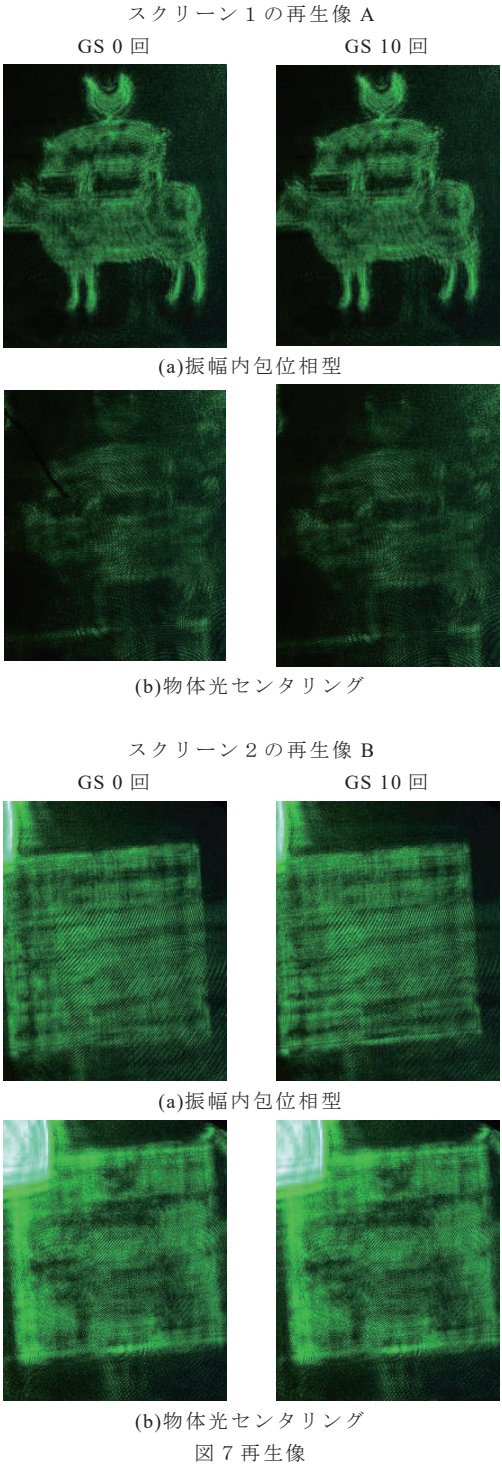 スクリーン１の再生像 A
GS 0 回
GS 10 回
(a)振幅内包位相型
(b)物体光センタリング
スクリーン２の再生像 B
GS 0 回
GS 10 回
(a)振幅内包位相型
(b)物体光センタリング
図 7 再生像